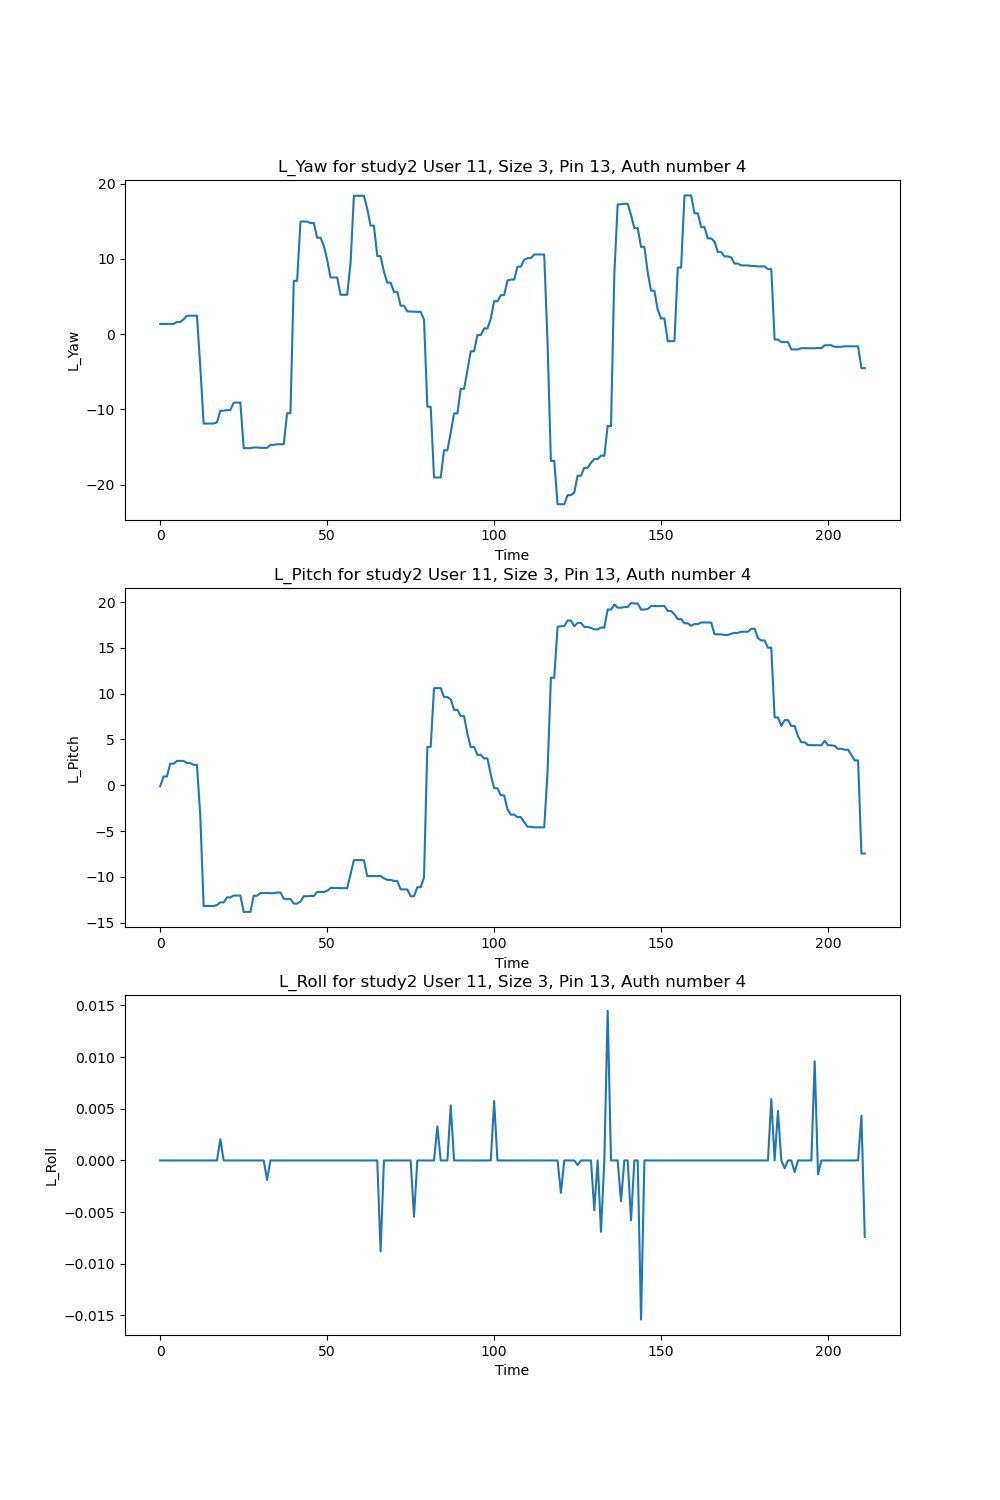 L_Yaw for study2 User 11, Size 3, Pin 13, Auth number 4
20
10
0
−10
−20
L_Yaw
0 50 100 150 200
Time
L_Pitch for study2 User 11, Size 3, Pin 13, Auth number 4
20
15
10
5
0
−5
−10
−15
L_Pitch
0 50 100 150 200
Time
L_Roll for study2 User 11, Size 3, Pin 13, Auth number 4
0.015
0.010
0.005
0.000
−0.005
−0.010
−0.015
L_Roll
0 50 100 150 200
Time